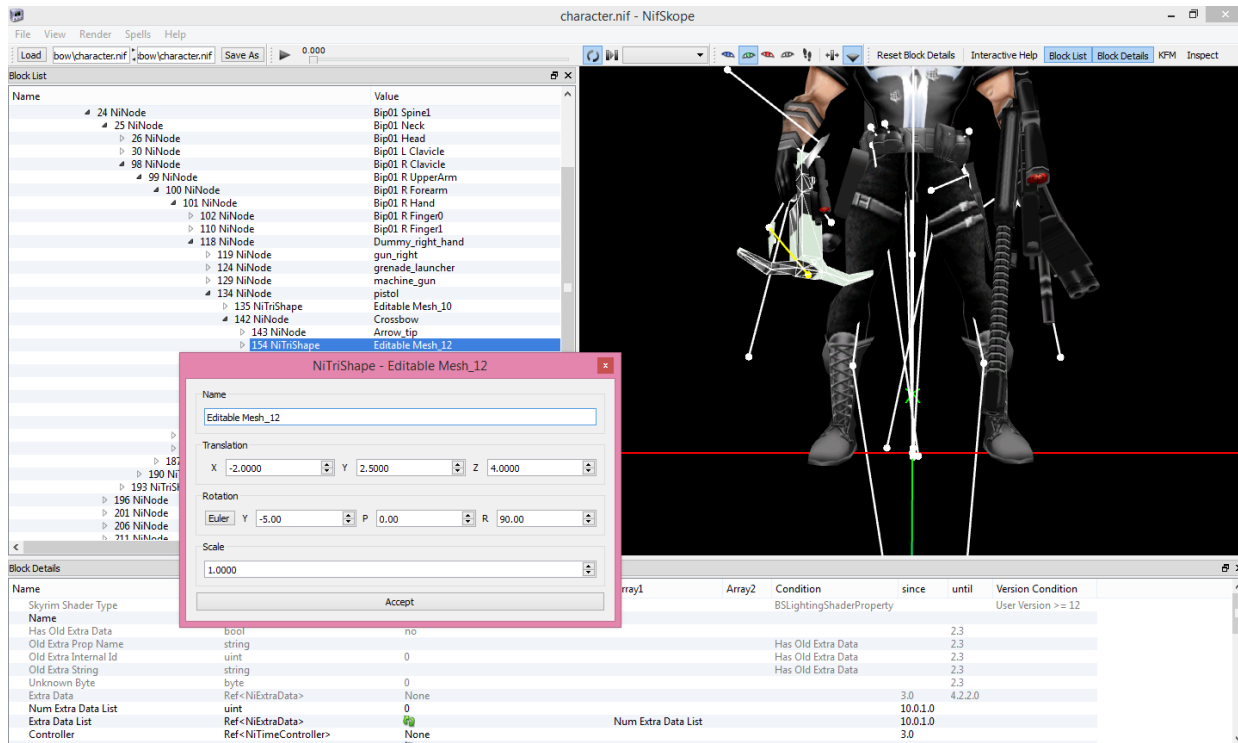 character.nif - NifSkope
File View Render Spells Help
Load bow\character.nif bow\character.nif Save As 0.000 Reset Block Details Interactive Help Block List Block Details KFM Inspect
Block List
Name Value
24 NiNode Bip01 Spine1
25 NiNode Bip01 Neck
26 NiNode Bip01 Head
30 NiNode Bip01 L Clavicle
98 NiNode Bip01 R Clavicle
99 NiNode Bip01 R UpperArm
100 NiNode Bip01 R Forearm
101 NiNode Bip01 R Hand
102 NiNode Bip01 R Finger0
110 NiNode Bip01 R Finger1
118 NiNode Dummy_right_hand
119 NiNode gun_right
124 NiNode grenade_launcher
129 NiNode machine_gun
134 NiNode pistol
135 NiTriShape Editable Mesh_10
142 NiNode Crossbow
143 NiNode Arrow_tip
154 NiTriShape Editable Mesh_12
187
190 Ni
193 NiTriS
196 NiNode
201 NiNode
206 NiNode
211 NiNode
NiTriShape - Editable Mesh_12
Name
Editable Mesh_12
Translation
X -2.0000 Y 2.5000 Z 4.0000
Rotation
Euler Y -5.00 P 0.00 R 90.00
Scale
1.0000
Accept
Block Details
Name Array1 Array2 Condition since until Version Condition
Skyrim Shader Type BSLightingShaderProperty User Version >= 12
Name
Has Old Extra Data bool no 2.3
Old Extra Prop Name string Has Old Extra Data 2.3
Old Extra Internal Id uint 0 Has Old Extra Data 2.3
Old Extra String string Has Old Extra Data 2.3
Unknown Byte byte 0 2.3
Extra Data Ref<NiExtraData> None 3.0 4.2.2.0
Num Extra Data List uint 0 10.0.1.0
Extra Data List Ref<NiExtraData> Num Extra Data List 10.0.1.0
Controller Ref<NiTimeController> None 3.0